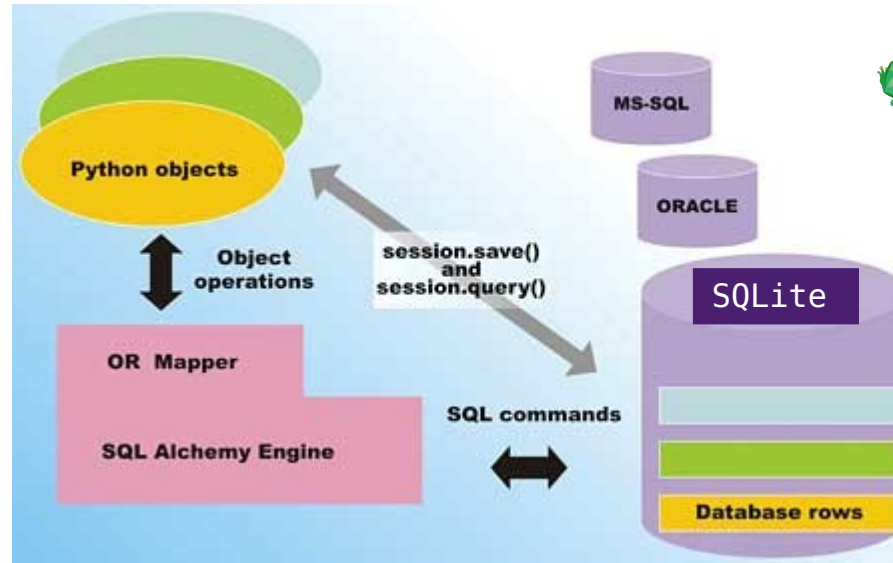 MS-SQL
Python objects
ORACLE
Object
operations
session.save()
and
session.query()
SQLite
OR Mapper
SQL commands
SQL Alchemy Engine
Database rows